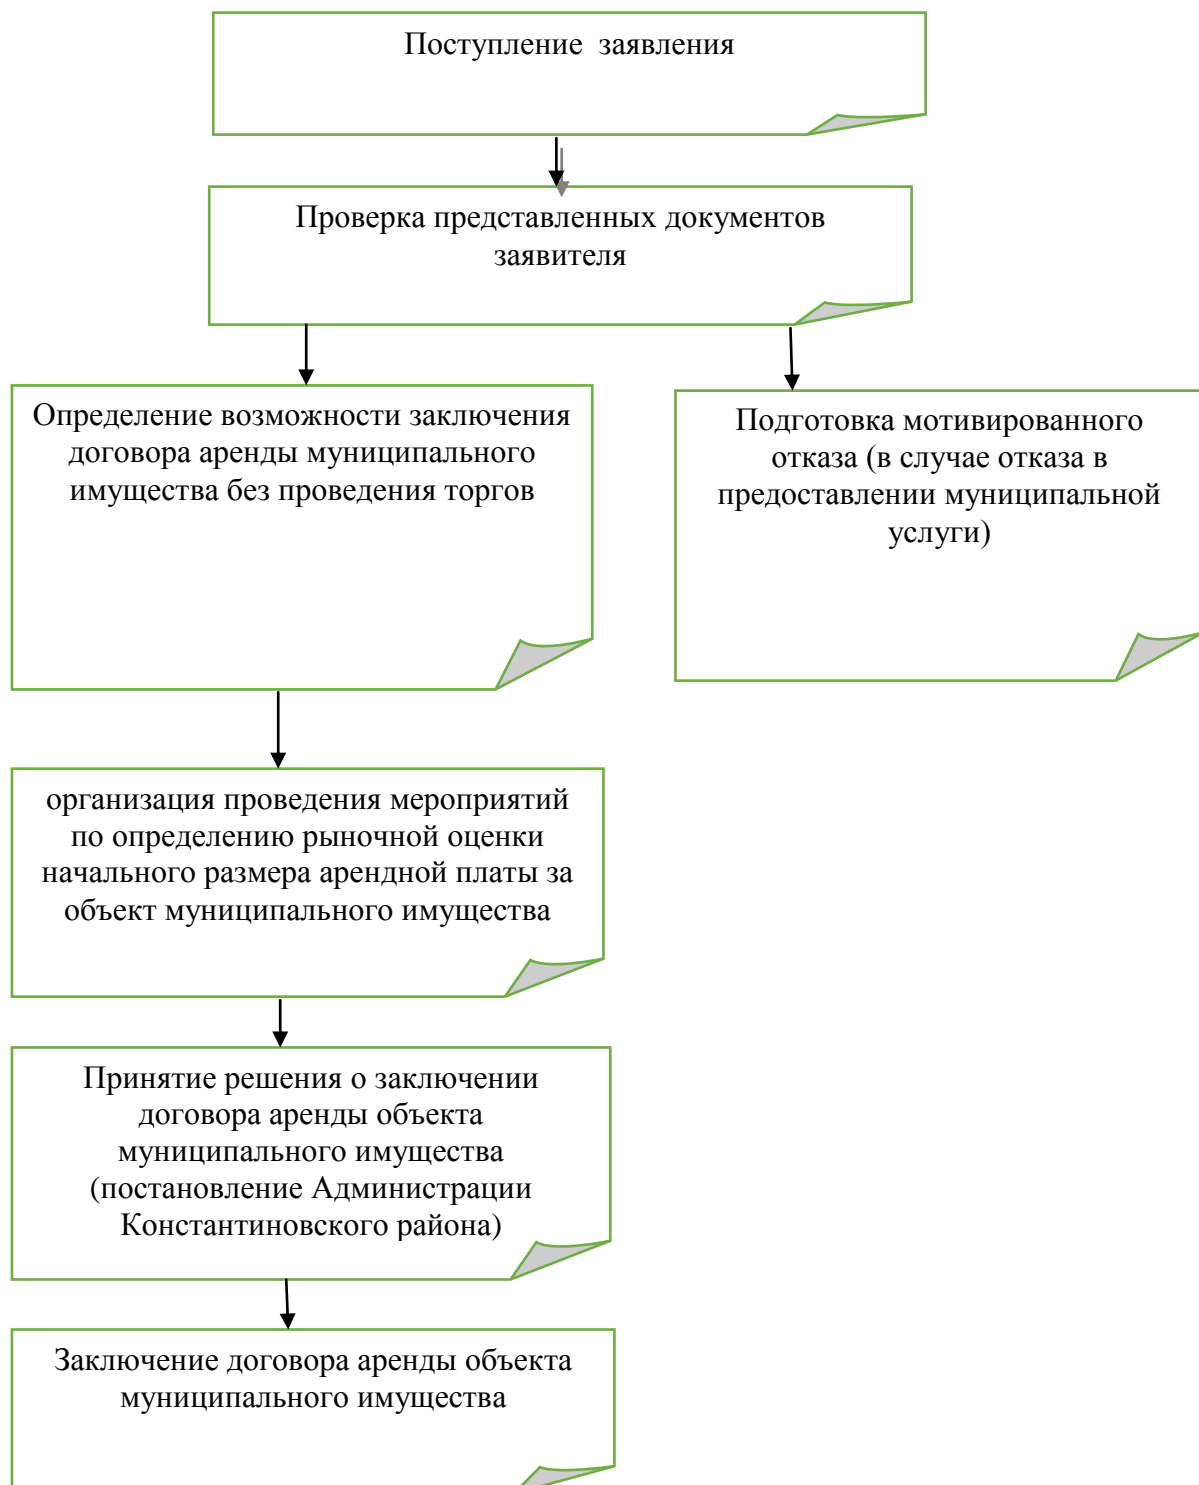 Поступление заявления
Проверка представленных документов
заявителя
Определение возможности заключения
договора аренды муниципального
имущества без проведения торгов
Подготовка мотивированного
отказа (в случае отказа в
предоставлении муниципальной
услуги)
организация проведения мероприятий
по определению рыночной оценки
начального размера арендной платы за
объект муниципального имущества
Принятие решения о заключении
договора аренды объекта
муниципального имущества
(постановление Администрации
Константиновского района)
Заключение договора аренды объекта
муниципального имущества